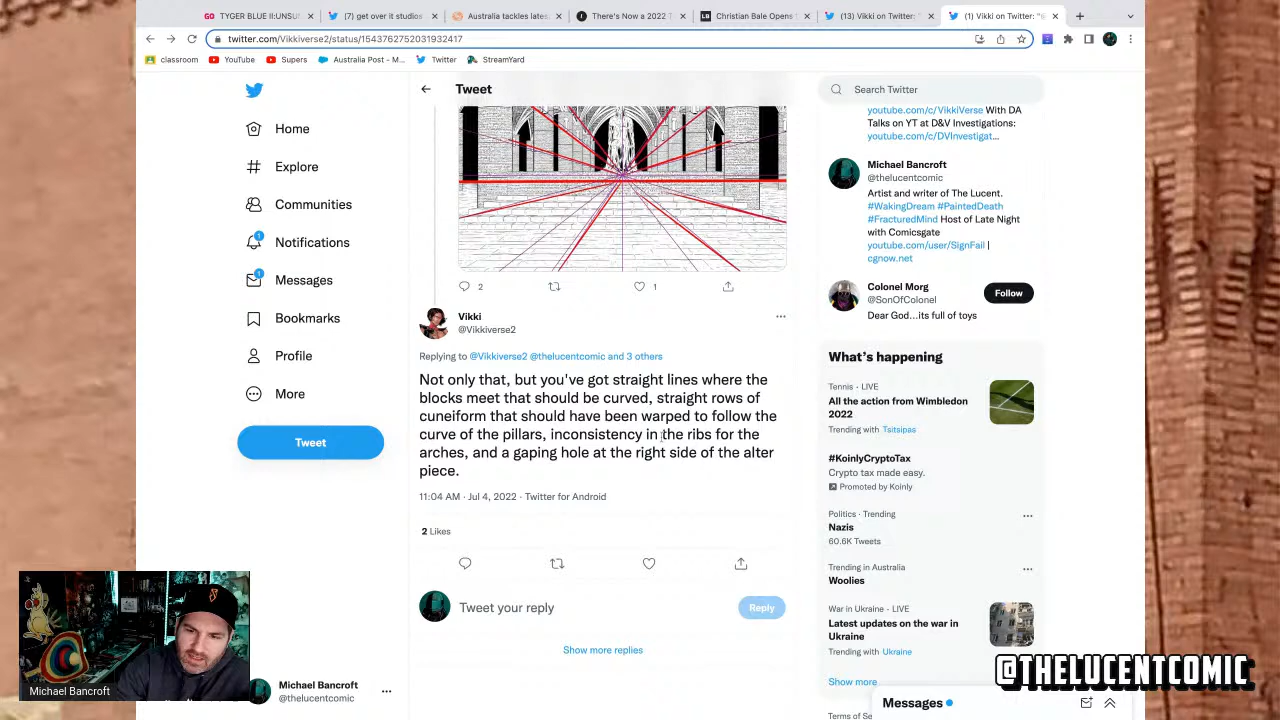 TYGER BLUE II:UNSU
(7) get over it studios
Australia tackles lates
There's Now a 2022 T
Christian Bale Opens
(13) Vikki on Twitter: "
(1) Vikki on Twitter: "@
twitter.com/Vikkiverse2/status/1543762752031932417
classroom
YouTube
Supers
Australia Post - M...
Twitter
StreamYard
Home
Explore
Communities
1
Notifications
1
Messages
Bookmarks
Profile
More
Tweet
Michael Bancroft
@thelucentcomic
Tweet
2
1
Vikki
@Vikkiverse2
Replying to @Vikkiverse2 @thelucentcomic and 3 others
Not only that, but you've got straight lines where the
blocks meet that should be curved, straight rows of
cuneiform that should have been warped to follow the
curve of the pillars, inconsistency in the ribs for the
arches, and a gaping hole at the right side of the alter
piece.
11:04 AM · Jul 4, 2022 · Twitter for Android
2 Likes
Tweet your reply
Reply
Show more replies
Search Twitter
youtube.com/c/VikkiVerse With DA
Talks on YT at D&V Investigations:
youtube.com/c/DVInvestigat...
Michael Bancroft
@thelucentcomic
Artist and writer of The Lucent.
#WakingDream #PaintedDeath
#FracturedMind Host of Late Night
with Comicsgate
youtube.com/user/SignFail |
cgnow.net
Colonel Morg
@SonOfColonel
Follow
Dear God...its full of toys
What's happening
Tennis · LIVE
All the action from Wimbledon
2022
Trending with Tsitsipas
#KoinlyCryptoTax
Crypto tax made easy.
Promoted by Koinly
Politics · Trending
Nazis
60.6K Tweets
Trending in Australia
Woolies
War in Ukraine · LIVE
Latest updates on the war in
Ukraine
Trending with Ukraine
Show more
Terms of Se
Messages
Michael Bancroft
@THELUCENTCOMIC